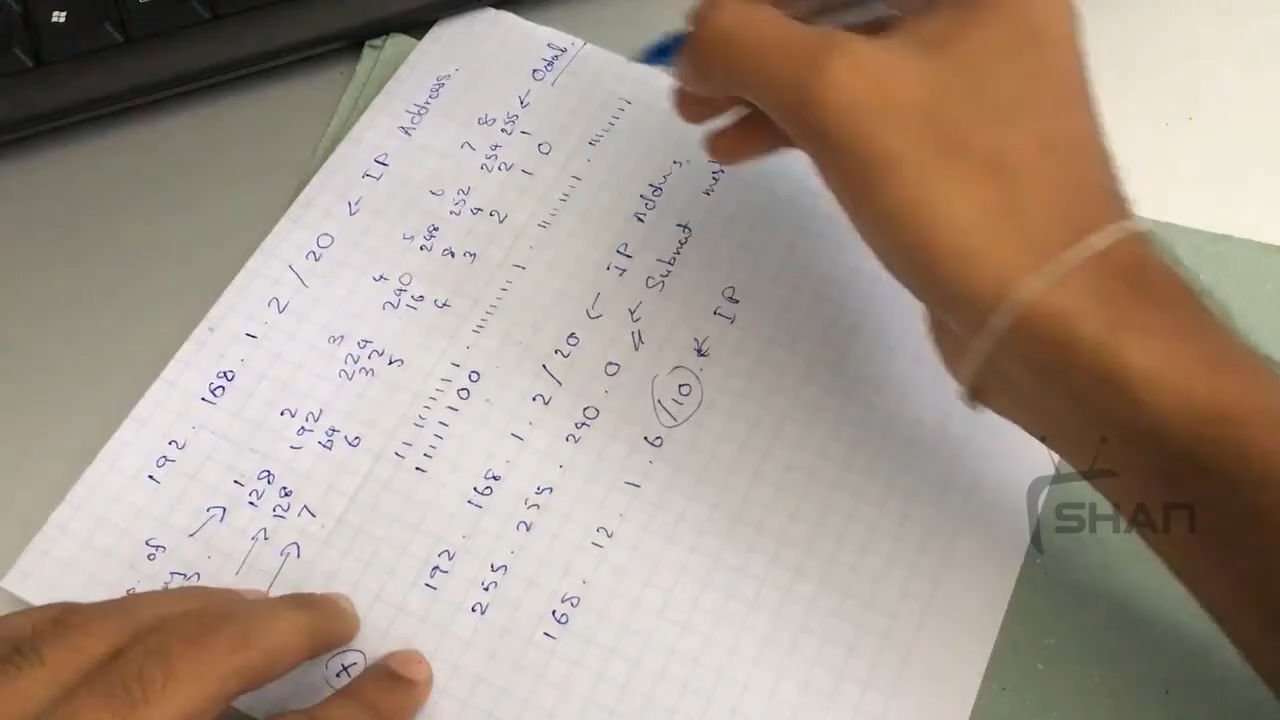 192 . 168 . 1 . 2 / 20 ← IP Address.
of
1 2 3 4 5 6 7 8
128 192 224 240 248 252 254 255 ← Octal.
128 64 32 16 8 4 2 1
7 6 5 4 3 2 1 0
11111111 . 11111111 . 11111111 . 11111111
11111100
192 . 168 . 1 . 2 / 20 ← IP Address
255 . 255 . 240 . 0 ← Subnet
165 . 12 . 1 . 6 /10 . ← IP
x
SHAN